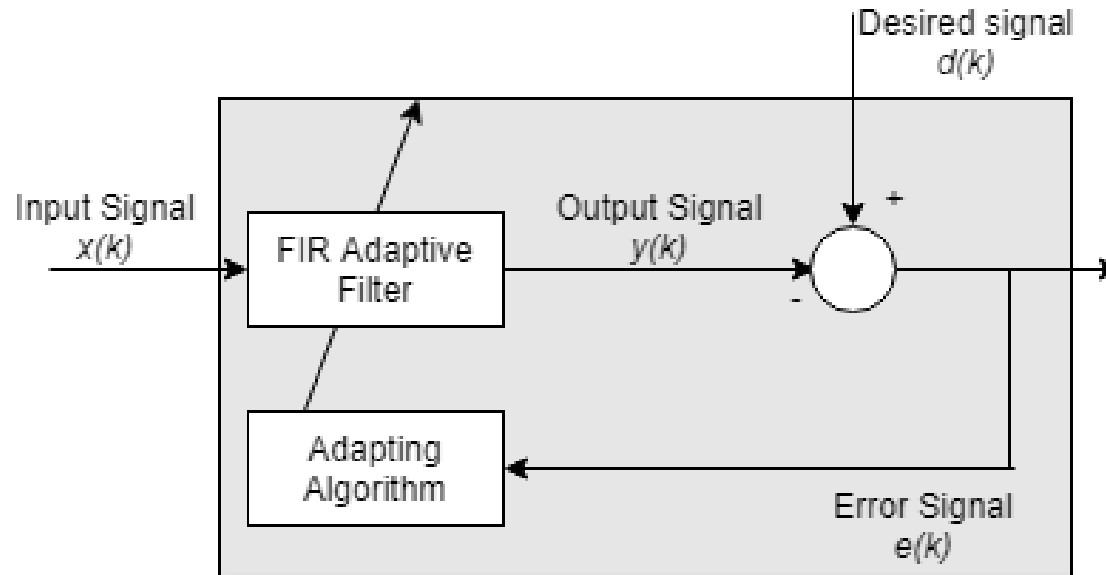 Desired signal
d(k)
Input Signal
x(k)
FIR Adaptive
Filter
Output Signal
y(k)
+
-
Adapting
Algorithm
Error Signal
e(k)